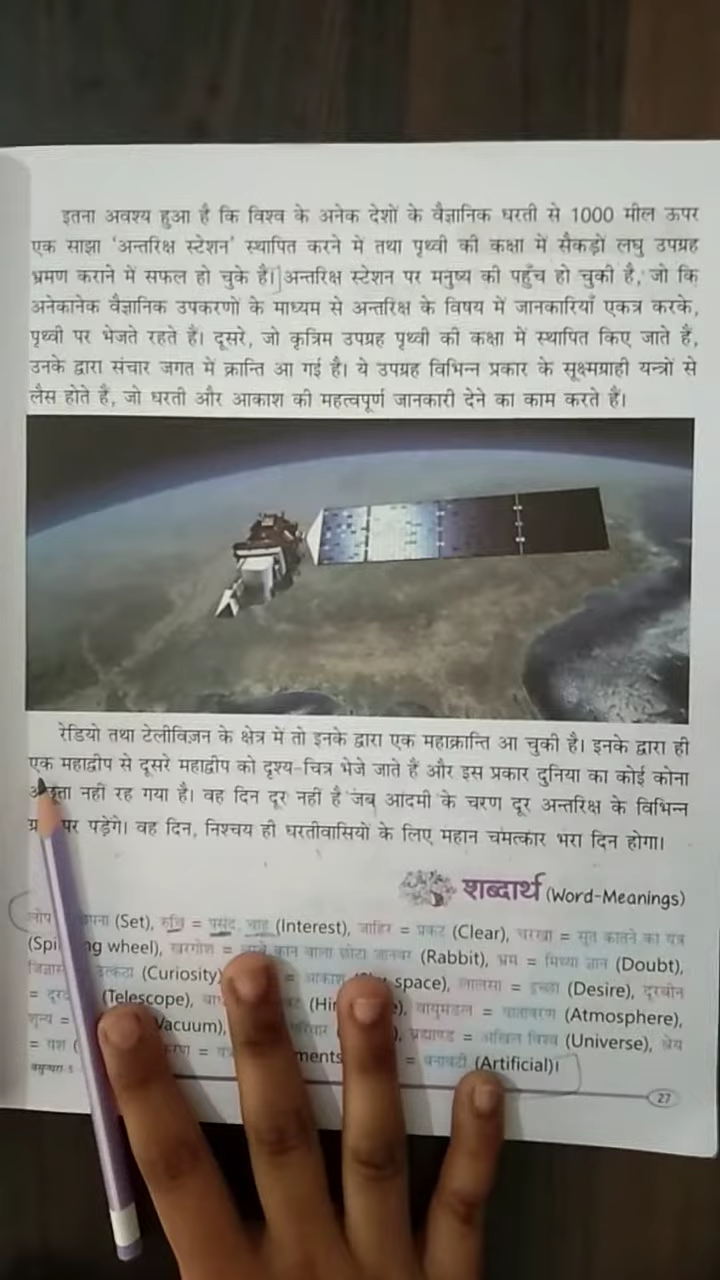 इतना अवश्य हुआ है कि विश्व के अनेक देशों के वैज्ञानिक धरती से 1000 मील ऊपर
एक साझा 'अन्तरिक्ष स्टेशन' स्थापित करने में तथा पृथ्वी की कक्षा में सैकड़ों लघु उपग्रह
भ्रमण कराने में सफल हो चुके हैं। अन्तरिक्ष स्टेशन पर मनुष्य की पहुँच हो चुकी है, जो कि
अनेकानेक वैज्ञानिक उपकरणों के माध्यम से अन्तरिक्ष के विषय में जानकारियाँ एकत्र करके,
पृथ्वी पर भेजते रहते हैं। दूसरे, जो कृत्रिम उपग्रह पृथ्वी की कक्षा में स्थापित किए जाते हैं,
उनके द्वारा संचार जगत में क्रान्ति आ गई है। ये उपग्रह विभिन्न प्रकार के सूक्ष्मग्राही यन्त्रों से
लैस होते हैं, जो धरती और आकाश की महत्वपूर्ण जानकारी देने का काम करते हैं।
रेडियो तथा टेलीविज़न के क्षेत्र में तो इनके द्वारा एक महाक्रान्ति आ चुकी है। इनके द्वारा ही
एक महाद्वीप से दूसरे महाद्वीप को दृश्य-चित्र भेजे जाते हैं और इस प्रकार दुनिया का कोई कोना
नहीं रह गया है। वह दिन दूर नहीं है जब आदमी के चरण दूर अन्तरिक्ष के विभिन्न
पर पड़ेंगे। वह दिन, निश्चय ही धरतीवासियों के लिए महान चमत्कार भरा दिन होगा।
शब्दार्थ (Word-Meanings)
(Set), रुचि = पसंद, चाह (Interest), जाहिर = प्रकट (Clear), चरखा = सूत कातने का यंत्र
wheel), खरगोश = कान वाला छोटा जानवर (Rabbit), भ्रम = मिथ्या ज्ञान (Doubt),
(Curiosity) = आकाश space), लालसा = इच्छा (Desire), दूरबीन
= (Telescope), वायुमंडल = वातावरण (Atmosphere),
शून्य = Vacuum), ब्रह्माण्ड = अखिल विश्व (Universe), श्रेय
= यश = बनावटी (Artificial)।
27